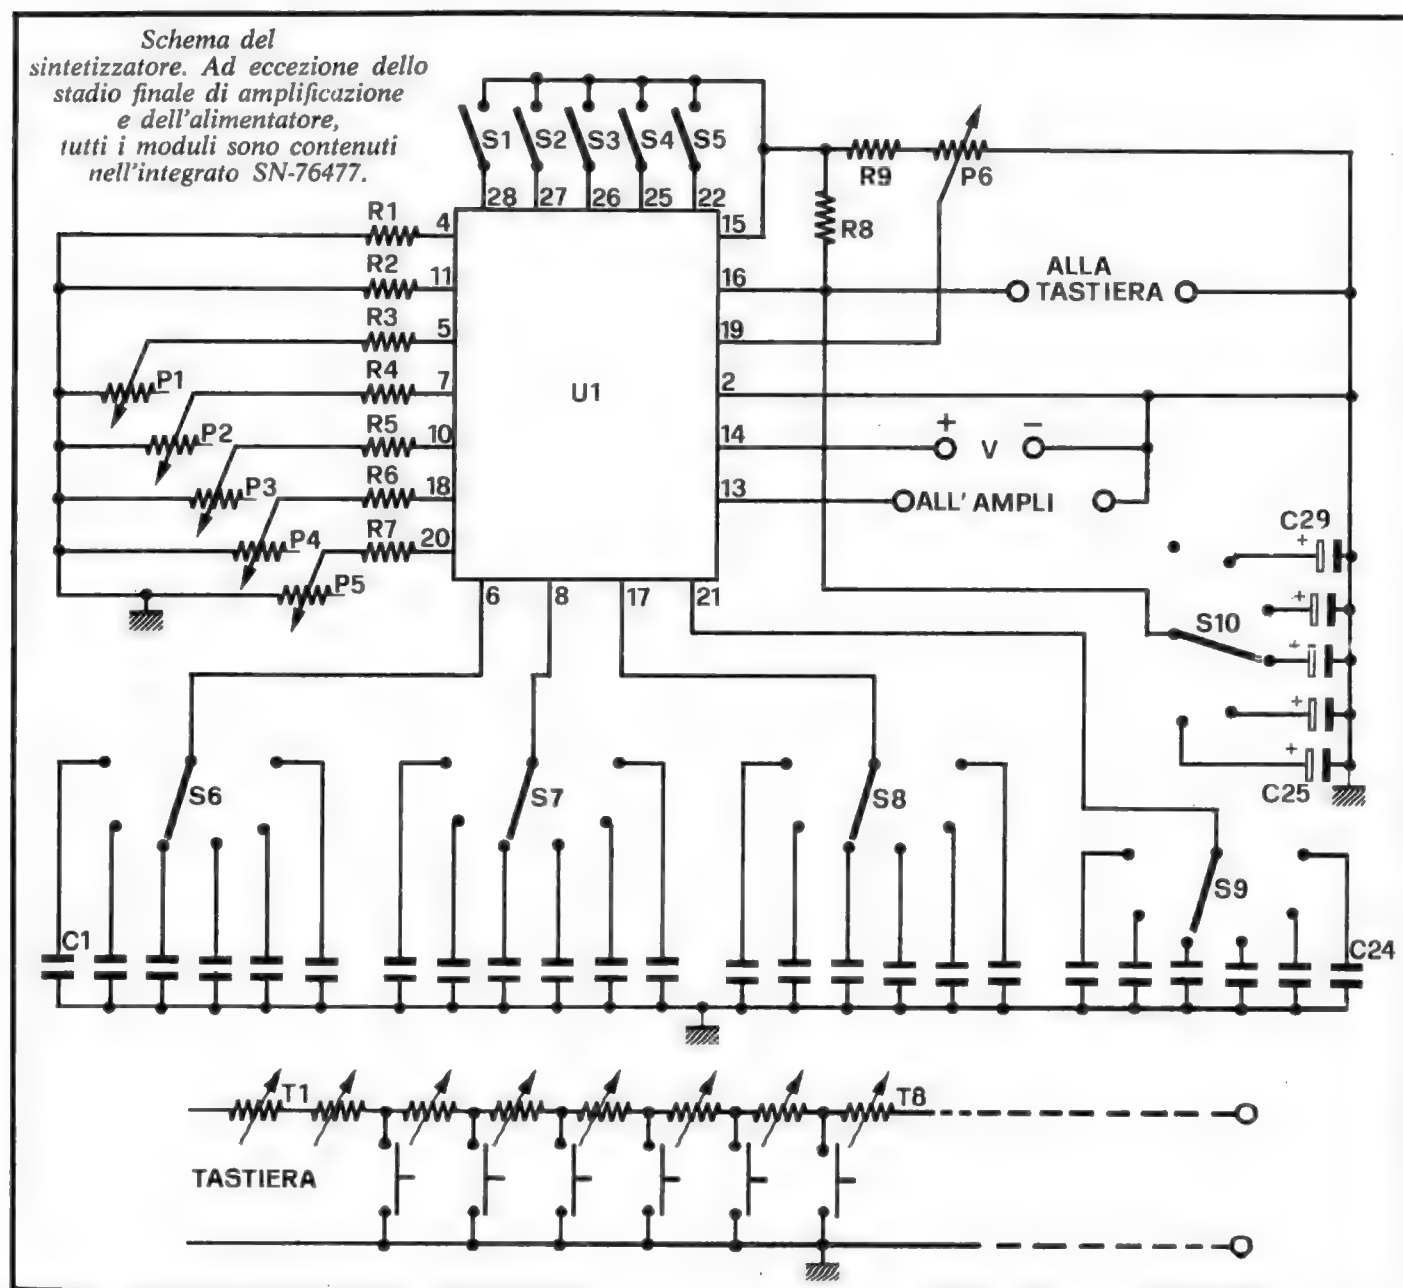 Schema del
sintetizzatore. Ad eccezione dello
stadio finale di amplificazione
e dell'alimentatore,
tutti i moduli sono contenuti
nell'integrato SN-76477.
S1 S2 S3 S4 S5
28 27 26 25 22
R9 P6
R8
R1 4
R2 11
R3 5
R4 7
R5 10
R6 18
R7 20
P1
P2
P3
P4
P5
U1
15
16
19
2
14
13
ALLA
TASTIERA
+ V -
ALL'AMPLI
6 8 17 21
C29
+
+
S10
+
+
+
C25
S6 S7 S8 S9
C1 C24
T1 T8
TASTIERA